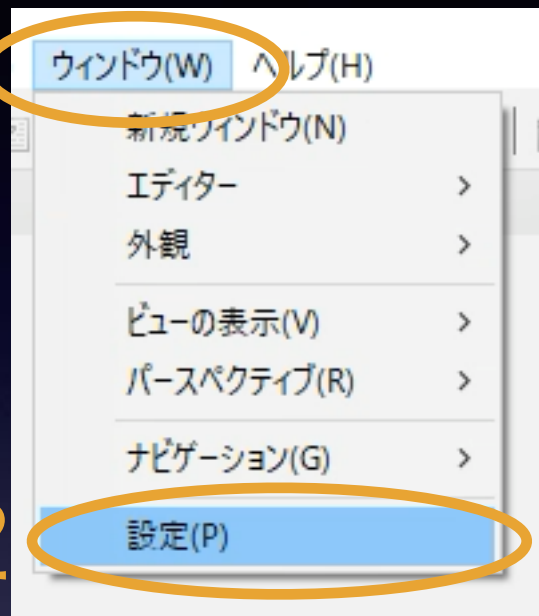 ウィンドウ(W) ヘルプ(H)
新規ウィンドウ(N)
エディター
外観
ビューの表示(V)
パースペクティブ(R)
ナビゲーション(G)
設定(P)